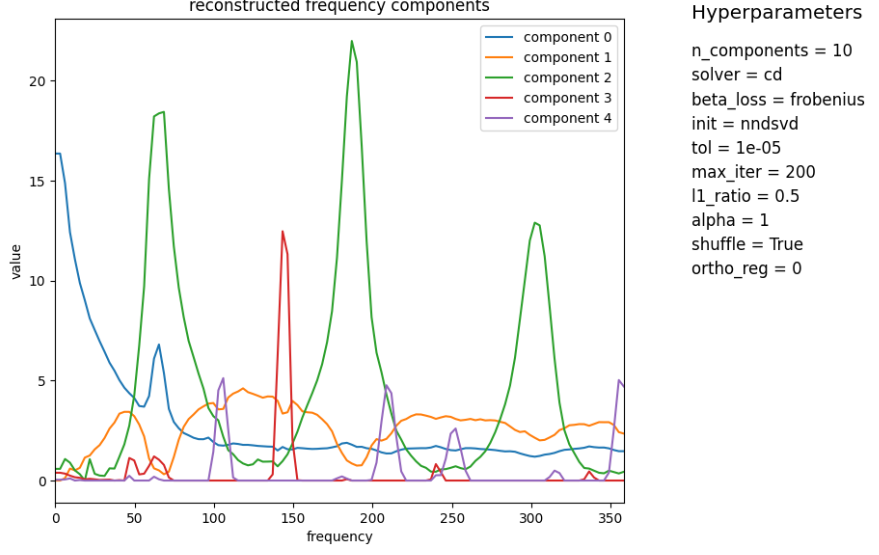 reconstructed frequency components
Hyperparameters
component 0
component 1
component 2
component 3
component 4
n_components = 10
solver = cd
beta_loss = frobenius
init = nndsvd
tol = 1e-05
max_iter = 200
l1_ratio = 0.5
alpha = 1
shuffle = True
ortho_reg = 0
value
20
15
10
5
0
0 50 100 150 200 250 300 350
frequency